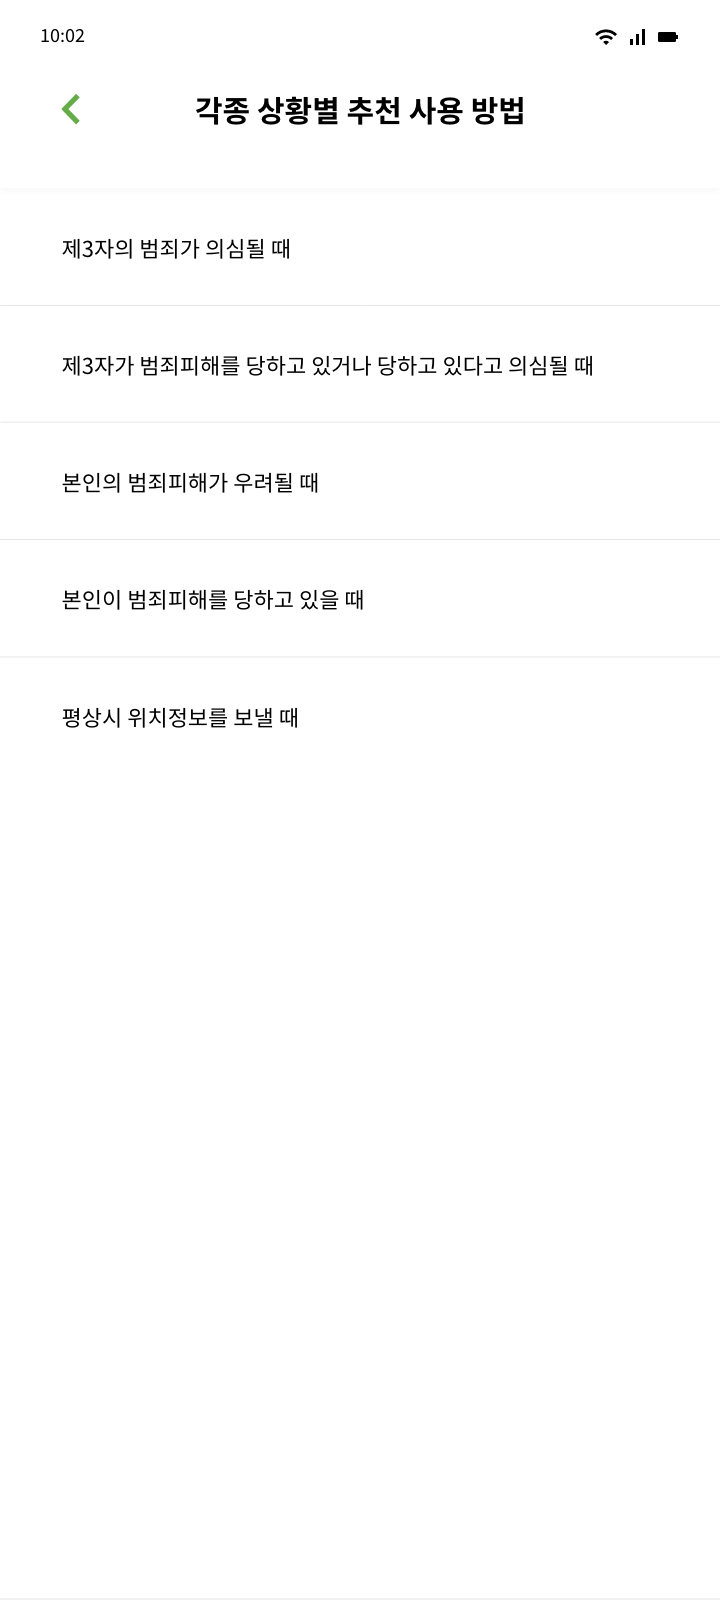 10:02
각종 상황별 추천 사용 방법
제3자의 범죄가 의심될 때
제3자가 범죄피해를 당하고 있거나 당하고 있다고 의심될 때
본인의 범죄피해가 우려될 때
본인이 범죄피해를 당하고 있을 때
평상시 위치정보를 보낼 때